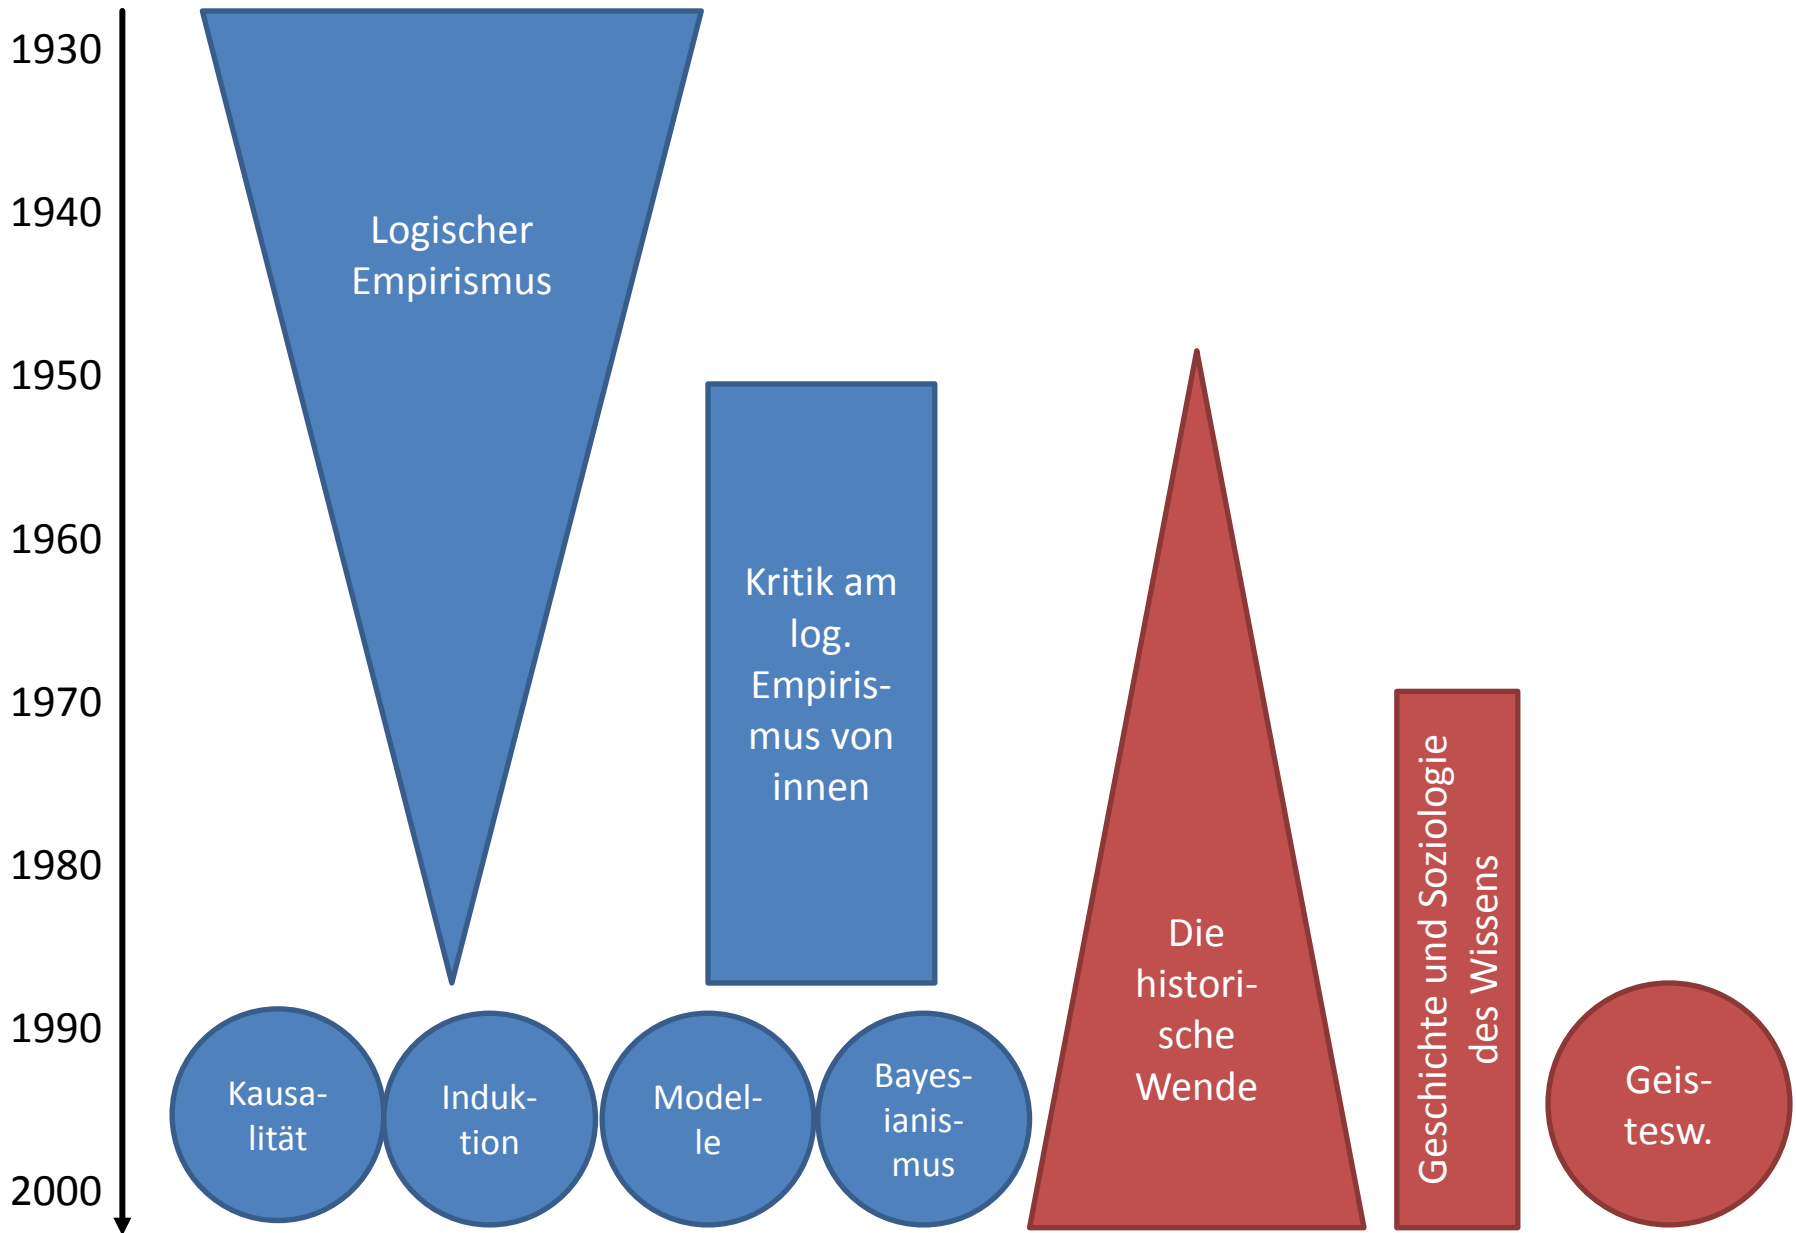 1930
1940
1950
1960
1970
1980
1990
2000
Logischer
Empirismus
Kritik am
log.
Empiris-
mus von
innen
Die
histori-
sche
Wende
Geschichte und Soziologie
des Wissens
Kausa-
lität
Induk-
tion
Model-
le
Bayes-
ianis-
mus
Geis-
tesw.